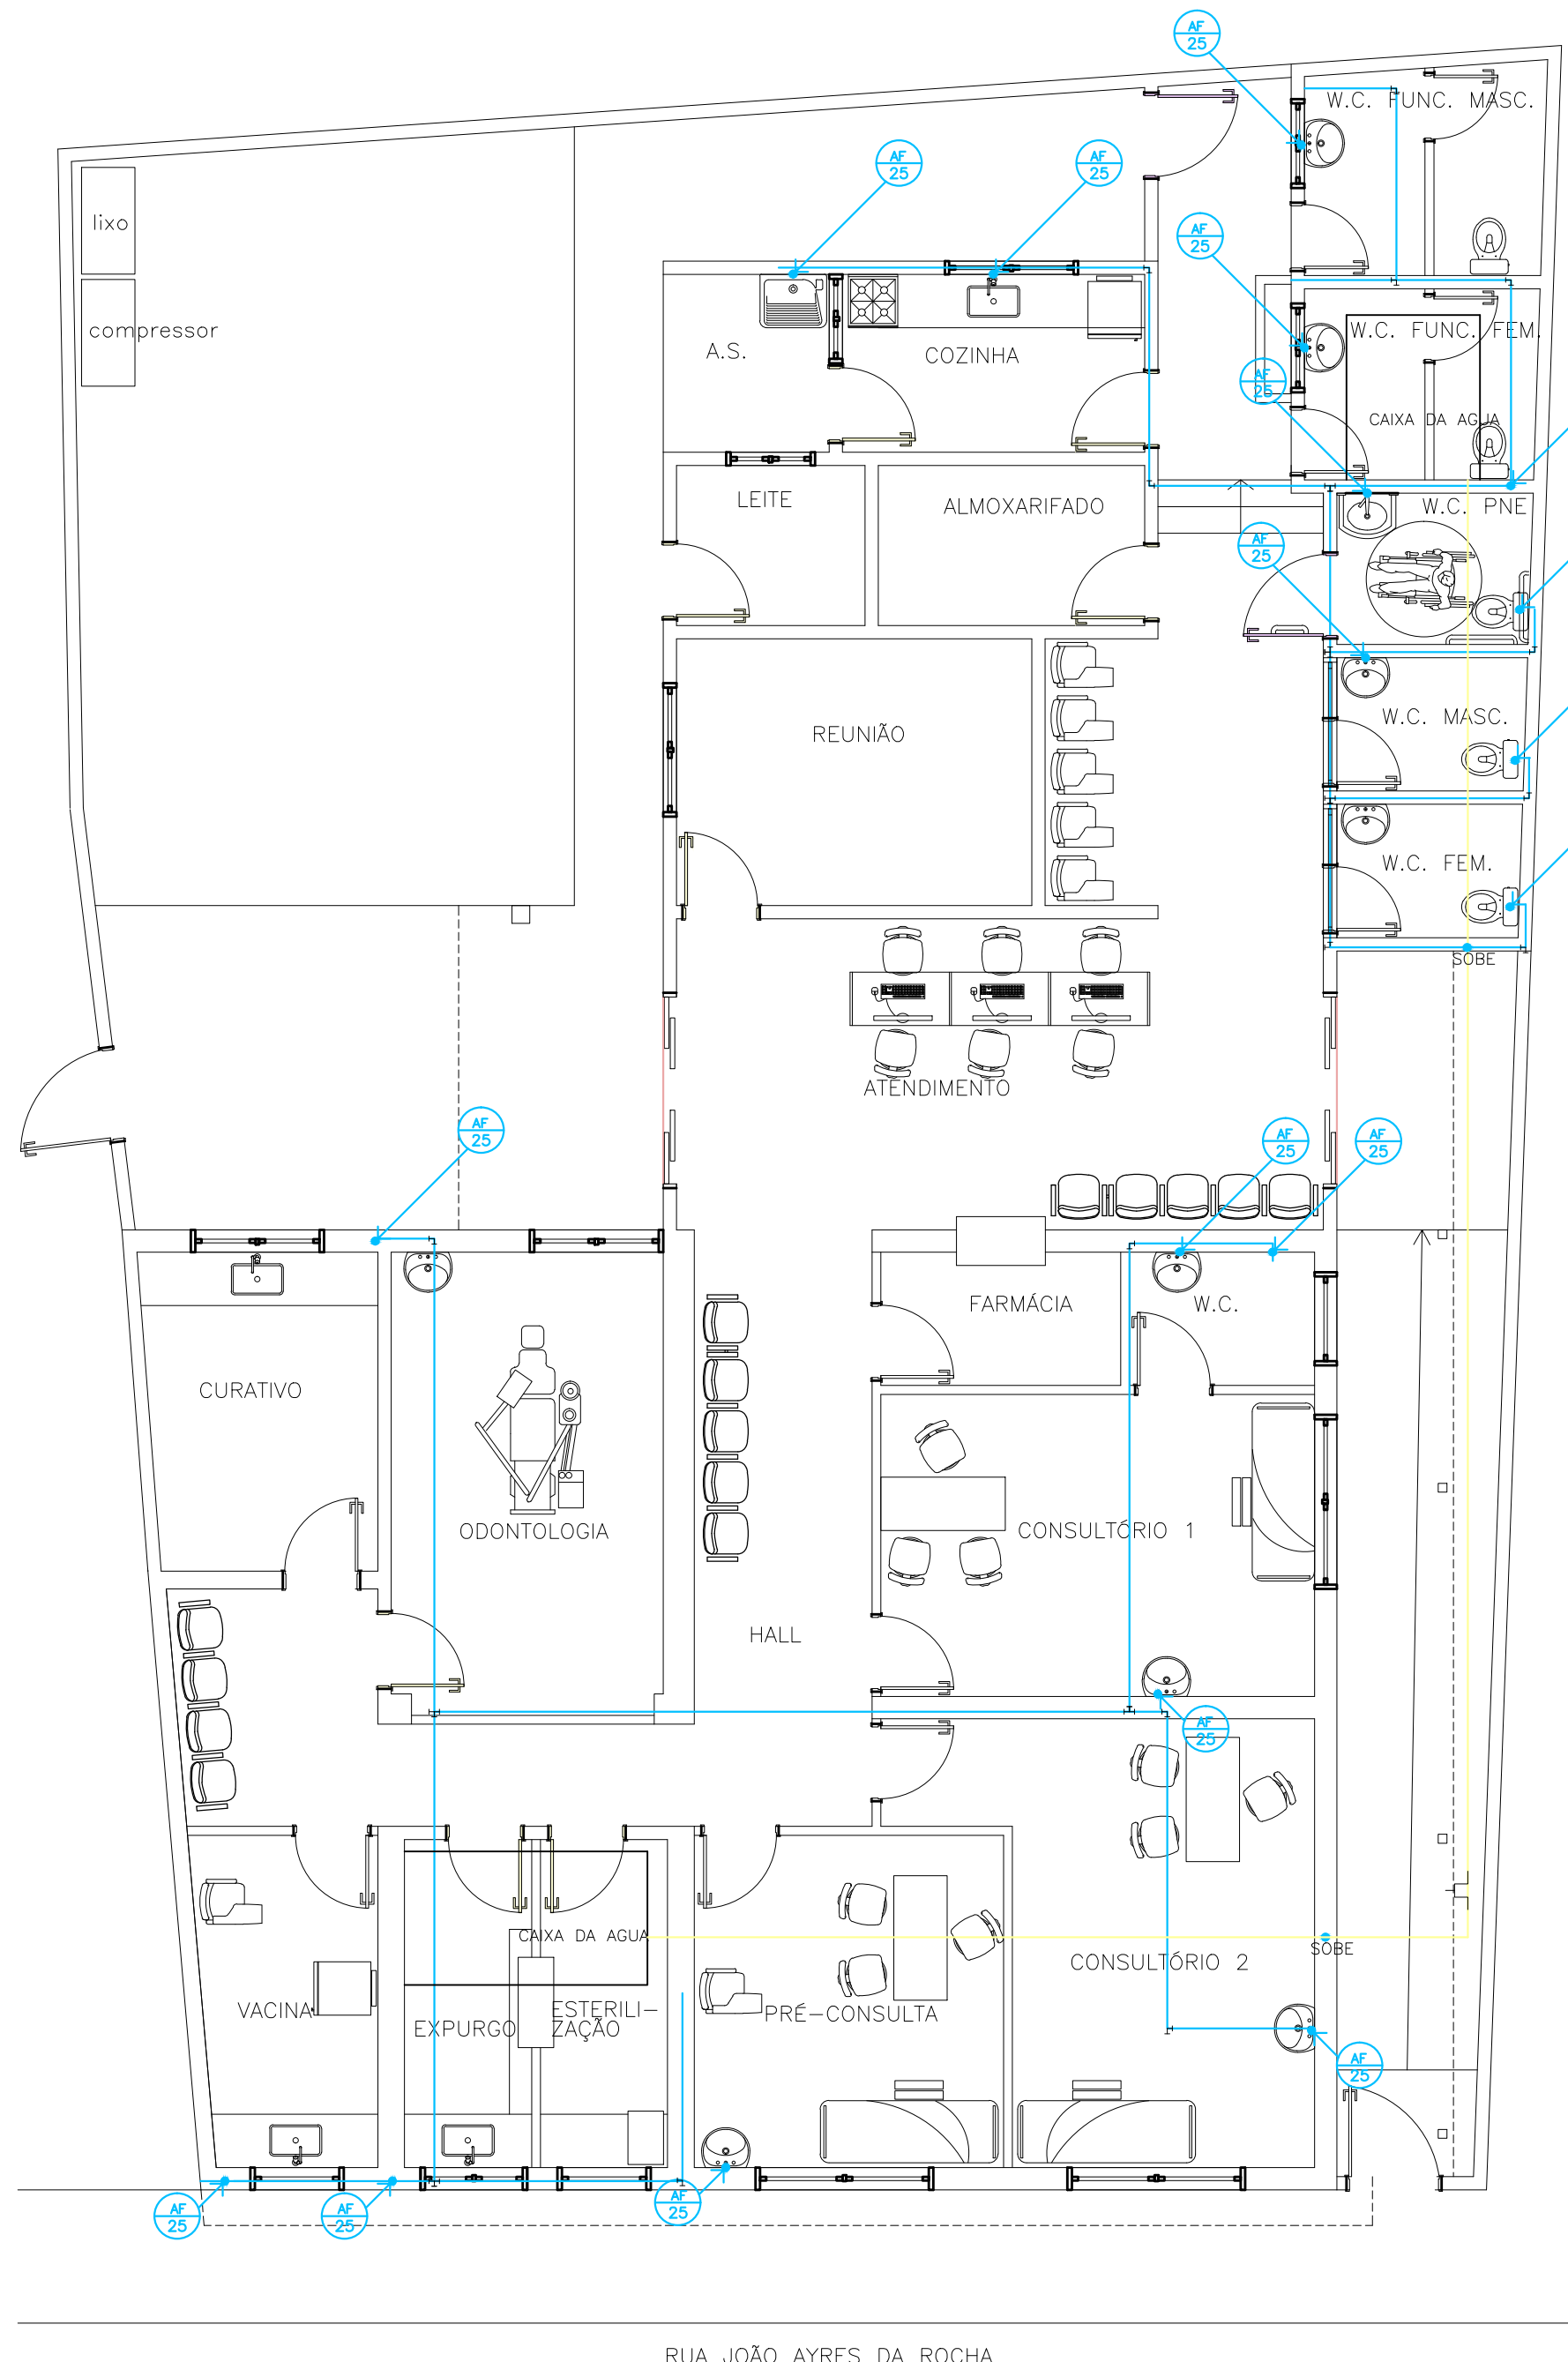 AF
25
W.C. FUNC. MASC.
AF
25
AF
25
lixo
AF
25
compressor
W.C. FUNC. FEM.
A.S.
COZINHA
AF
25
CAIXA DA AGUA
LEITE
ALMOXARIFADO
W.C. PNE
AF
25
W.C. MASC.
REUNIÃO
W.C. FEM.
SOBE
ATENDIMENTO
AF
25
AF
25
AF
25
FARMÁCIA
W.C.
CURATIVO
ODONTOLOGIA
CONSULTÓRIO 1
HALL
AF
25
CAIXA DA AGUA
SOBE
CONSULTÓRIO 2
VACINA
EXPURGO
ESTERILI-
ZAÇÃO
PRÉ-CONSULTA
AF
25
AF
25
AF
25
AF
25
RUA JOÃO AYRES DA ROCHA